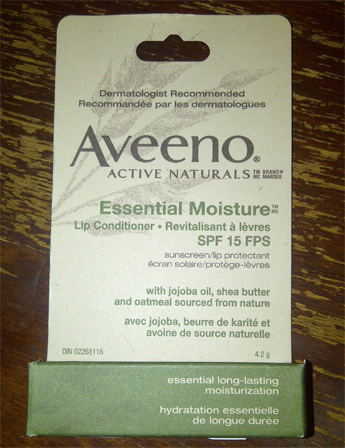 Dermatologist Recommended
Recommandée par les dermatologues
Aveeno®
ACTIVE NATURALS TM BRAND* MC MARQUE
Essential Moisture TM MC
Lip Conditioner • Revitalisant à lèvres
SPF 15 FPS
sunscreen/lip protectant
écran solaire/protège-lèvres
with jojoba oil, shea butter
and oatmeal sourced from nature
avec jojoba, beurre de karité et
avoine de source naturelle
DIN 02268116 4.2 g
essential long-lasting
moisturization
hydratation essentielle
de longue durée